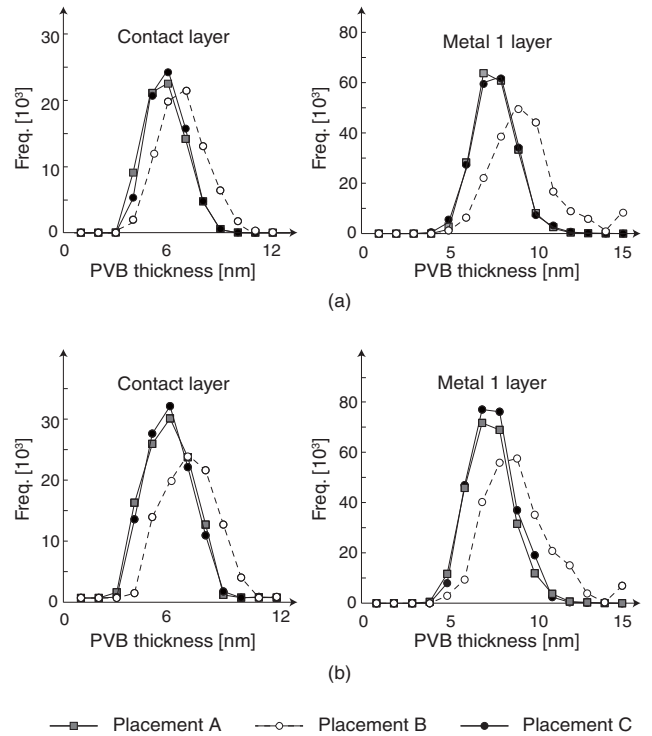 Contact layer
Freq. [10³]
30
20
10
0
0 6 12
PVB thickness [nm]
Metal 1 layer
Freq. [10³]
80
60
40
20
0
0 5 10 15
PVB thickness [nm]
(a)
Contact layer
Freq. [10³]
30
20
10
0
0 6 12
PVB thickness [nm]
Metal 1 layer
Freq. [10³]
80
60
40
20
0
0 5 10 15
PVB thickness [nm]
(b)
Placement A Placement B Placement C